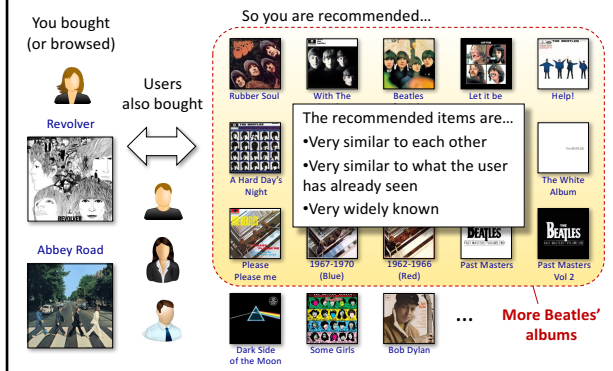 You bought
(or browsed)
Users
also bought
Revolver
REVOLVER
Abbey Road
So you are recommended…
Rubber Soul
With The
Beatles
Let it be
Help!
The recommended items are…
•Very similar to each other
•Very similar to what the user
has already seen
•Very widely known
A Hard Day's
Night
The White
Album
Please
Please me
1967-1970
(Blue)
1962-1966
(Red)
BEATLES
Past Masters
THE
BEATLES
Past Masters
Vol 2
More Beatles'
albums
Dark Side
of the Moon
Some Girls
Bob Dylan
...